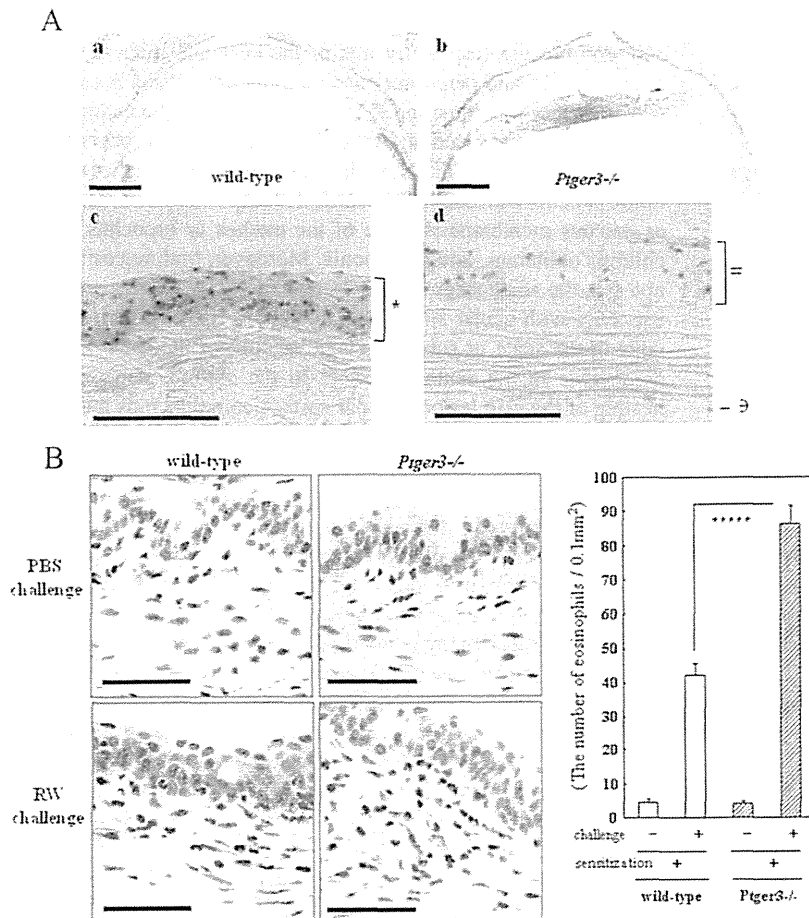 A
a
b
wild-type
Ptger3-/-
c
d
*
=
– 9
B
wild-type
Ptger3-/-
PBS
challenge
RW
challenge
(The number of eosinophils / 0.1mm²)
100
90
80
70
60
50
40
30
20
10
0
*****
challenge – + – +
sensitization + +
wild-type Ptger3-/-